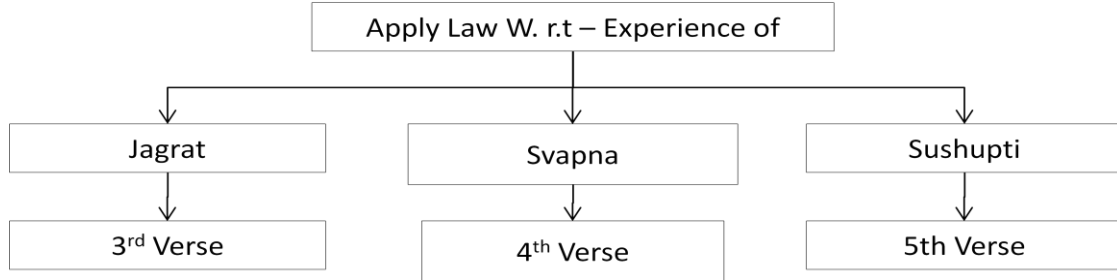 Apply Law W. r.t – Experience of
Jagrat
Svapna
Sushupti
3rd Verse
4th Verse
5th Verse